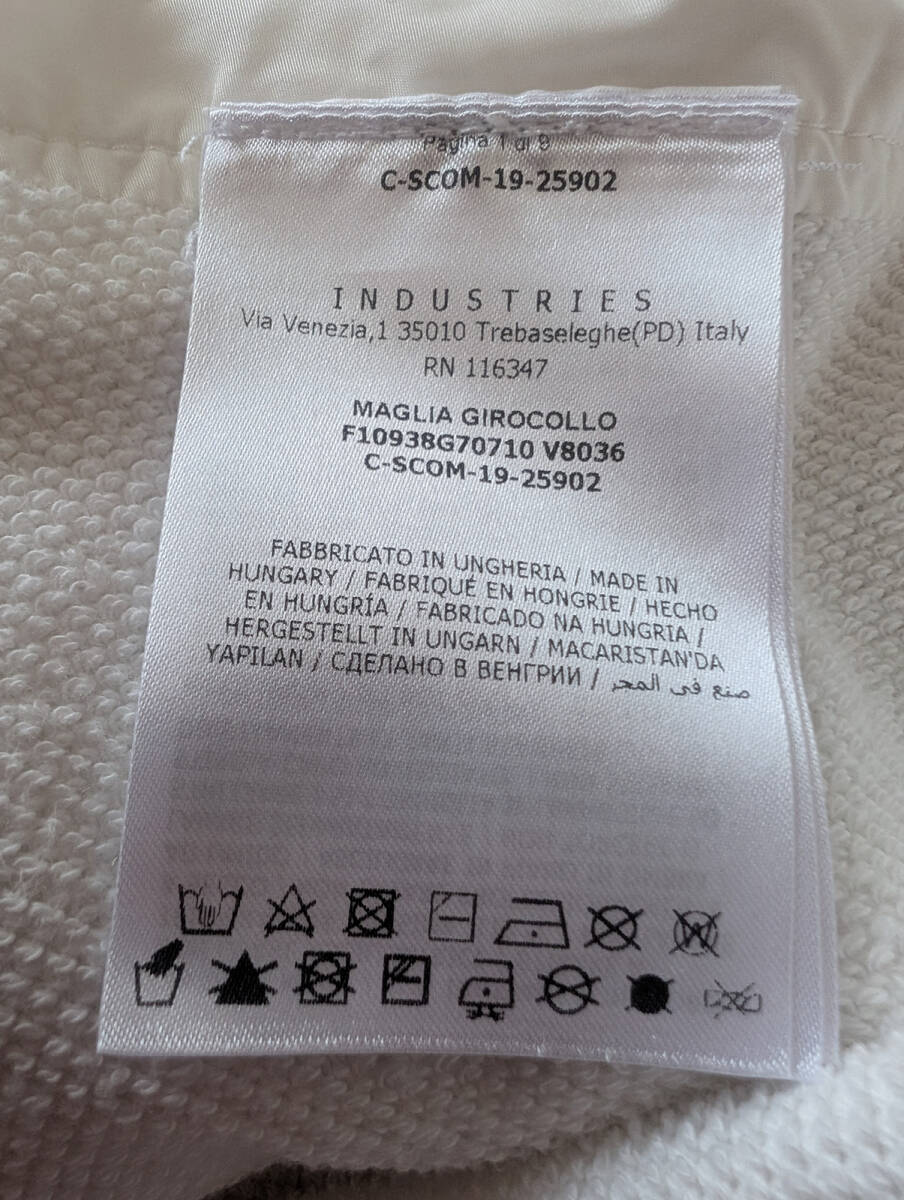 Pagina 1 di 9
C-SCOM-19-25902
INDUSTRIES
Via Venezia,1 35010 Trebaseleghe(PD) Italy
RN 116347
MAGLIA GIROCOLLO
F10938G70710 V8036
C-SCOM-19-25902
FABBRICATO IN UNGHERIA / MADE IN
HUNGARY / FABRIQUÉ EN HONGRIE / HECHO
EN HUNGRÍA / FABRICADO NA HUNGRIA /
HERGESTELLT IN UNGARN / MACARISTAN'DA
YAPILAN / СДЕЛАНО В ВЕНГРИИ / صنع في المجر